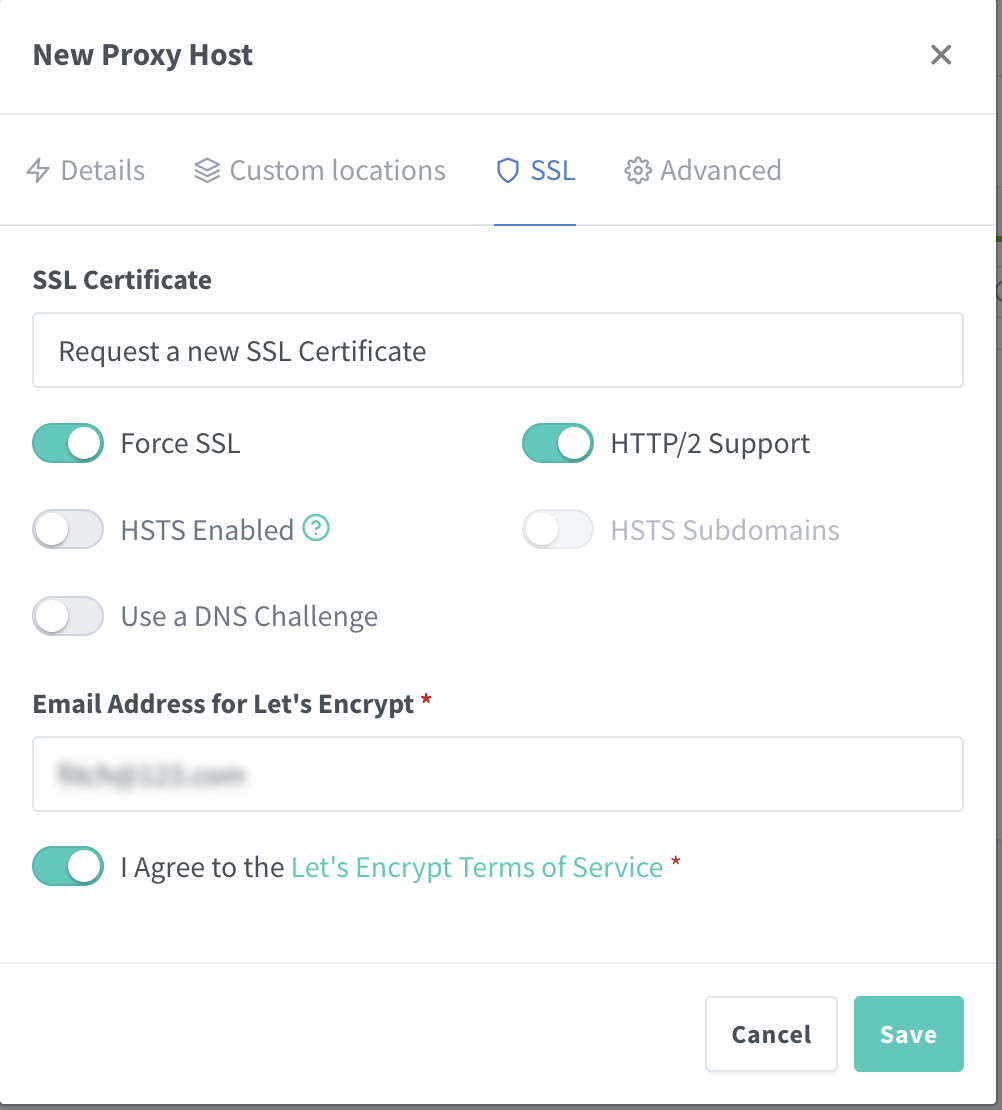 New Proxy Host
Details Custom locations SSL Advanced
SSL Certificate
Request a new SSL Certificate
Force SSL HTTP/2 Support
HSTS Enabled HSTS Subdomains
Use a DNS Challenge
Email Address for Let's Encrypt *
I Agree to the Let's Encrypt Terms of Service *
Cancel Save